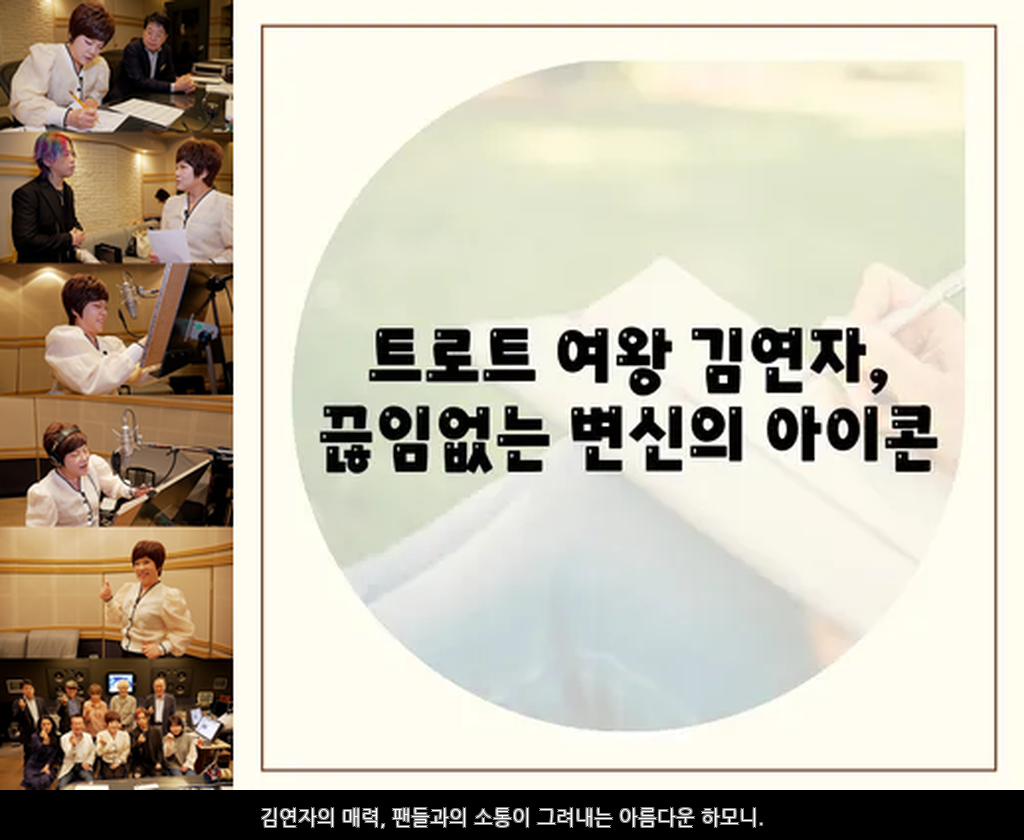 트로트 여왕 김연자,
끊임없는 변신의 아이콘
김연자의 매력, 팬들과의 소통이 그려내는 아름다운 하모니.